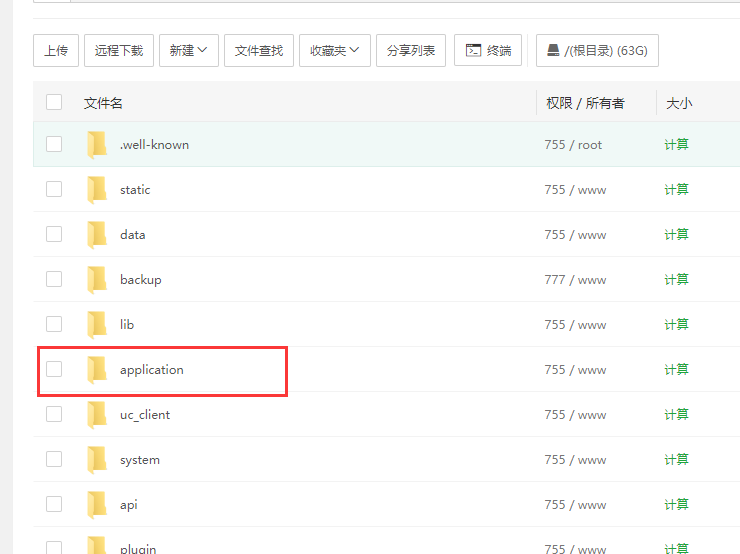 上传 远程下载 新建 文件查找 收藏夹 分享列表 终端 /(根目录) (63G)
文件名 权限 / 所有者 大小
.well-known 755 / root 计算
static 755 / www 计算
data 755 / www 计算
backup 777 / www 计算
lib 755 / www 计算
application 755 / www 计算
uc_client 755 / www 计算
system 755 / www 计算
api 755 / www 计算
plugin 755 / www 计算